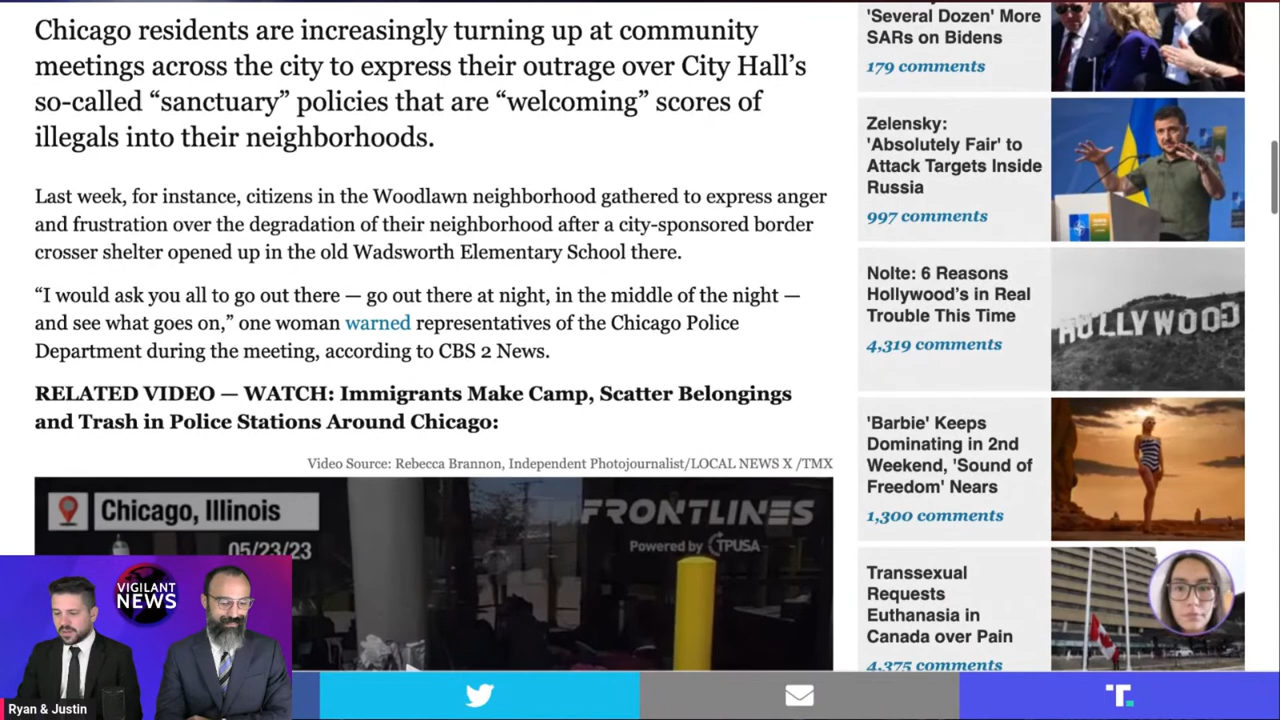 Chicago residents are increasingly turning up at community
meetings across the city to express their outrage over City Hall’s
so-called “sanctuary” policies that are “welcoming” scores of
illegals into their neighborhoods.
Last week, for instance, citizens in the Woodlawn neighborhood gathered to express anger
and frustration over the degradation of their neighborhood after a city-sponsored border
crosser shelter opened up in the old Wadsworth Elementary School there.
“I would ask you all to go out there — go out there at night, in the middle of the night —
and see what goes on,” one woman warned representatives of the Chicago Police
Department during the meeting, according to CBS 2 News.
RELATED VIDEO — WATCH: Immigrants Make Camp, Scatter Belongings
and Trash in Police Stations Around Chicago:
Video Source: Rebecca Brannon, Independent Photojournalist/LOCAL NEWS X /TMX
Chicago, Illinois
05/23/23
FRONTLINES
Powered by TPUSA
VIGILANT
NEWS
Ryan & Justin
'Several Dozen' More
SARs on Bidens
179 comments
Zelensky:
'Absolutely Fair' to
Attack Targets Inside
Russia
997 comments
Nolte: 6 Reasons
Hollywood’s in Real
Trouble This Time
4,319 comments
HOLLYWOOD
'Barbie' Keeps
Dominating in 2nd
Weekend, 'Sound of
Freedom' Nears
1,300 comments
Transsexual
Requests
Euthanasia in
Canada over Pain
4,375 comments